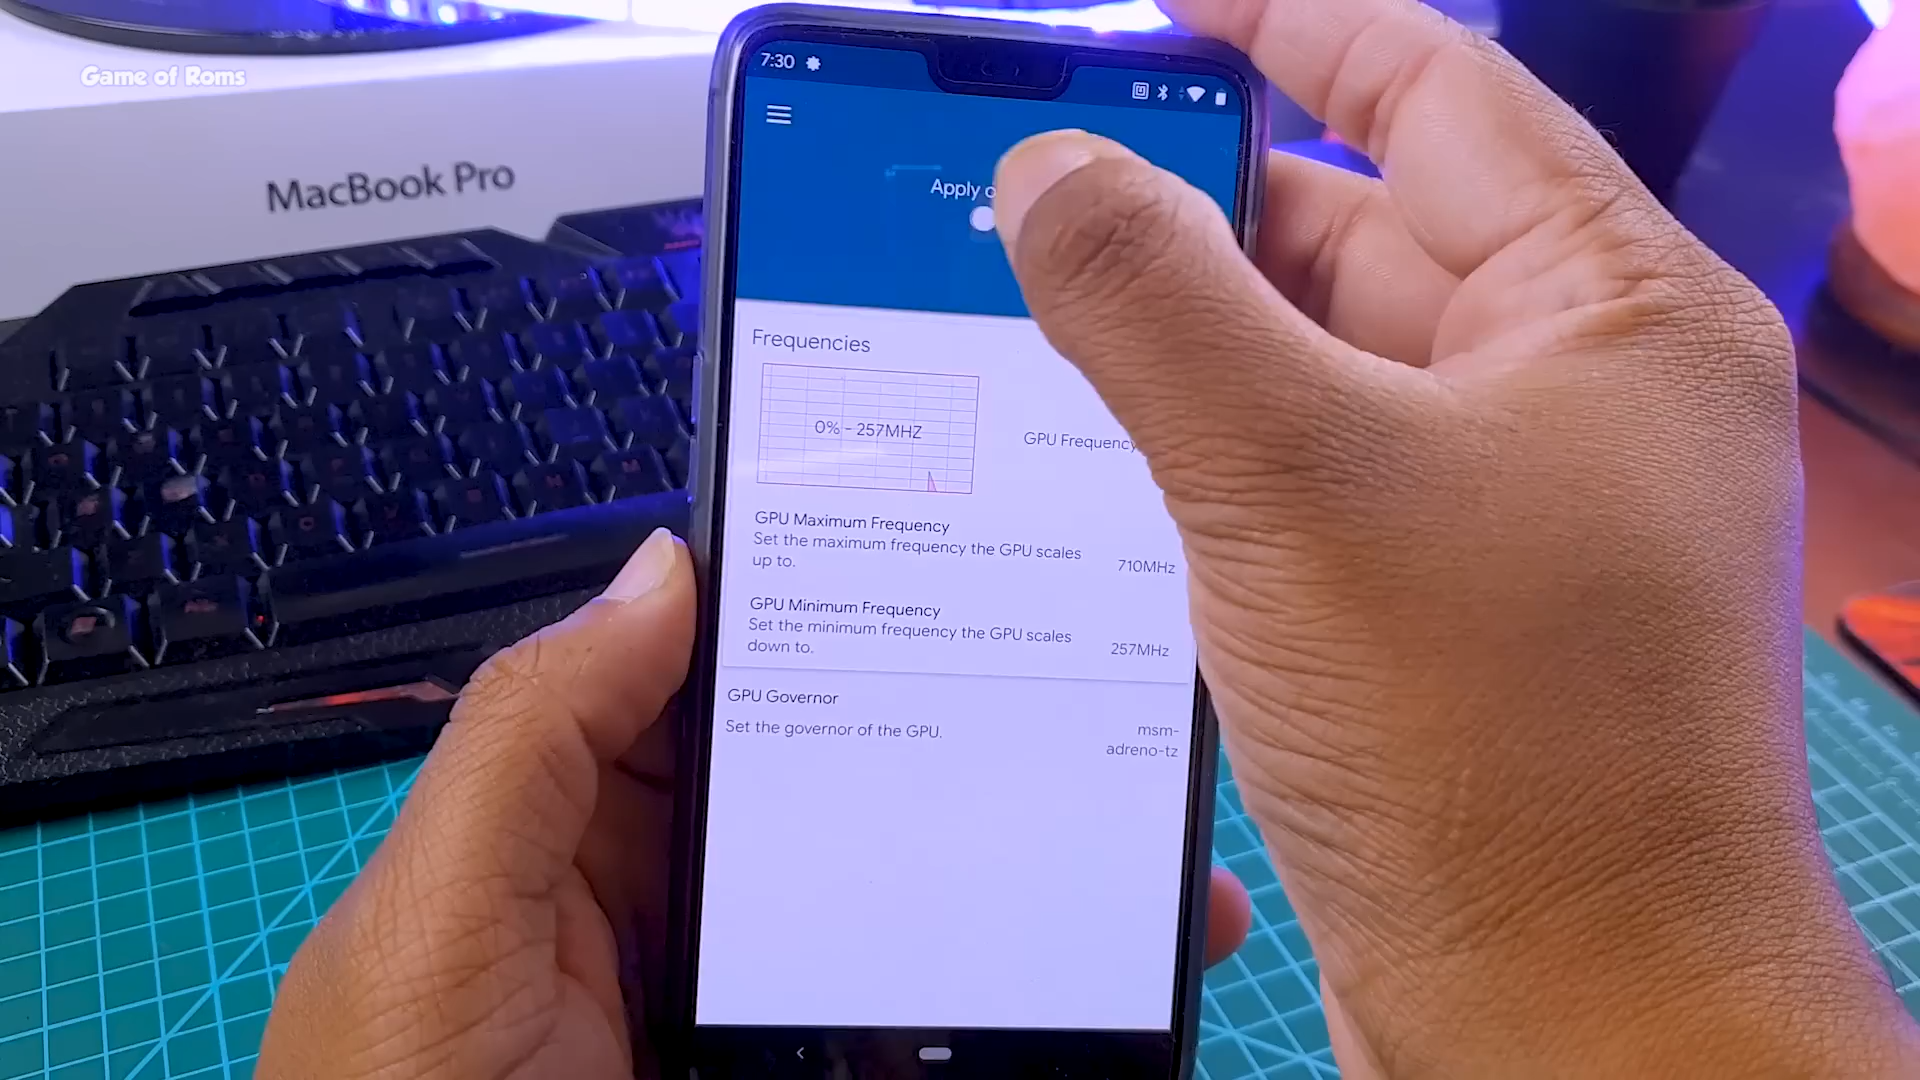 Game of Roms
MacBook Pro
7:30
Apply
Frequencies
0% - 257MHZ
GPU Frequency
GPU Maximum Frequency
Set the maximum frequency the GPU scales
up to.
710MHz
GPU Minimum Frequency
Set the minimum frequency the GPU scales
down to.
257MHz
GPU Governor
Set the governor of the GPU.
msm-
adreno-tz